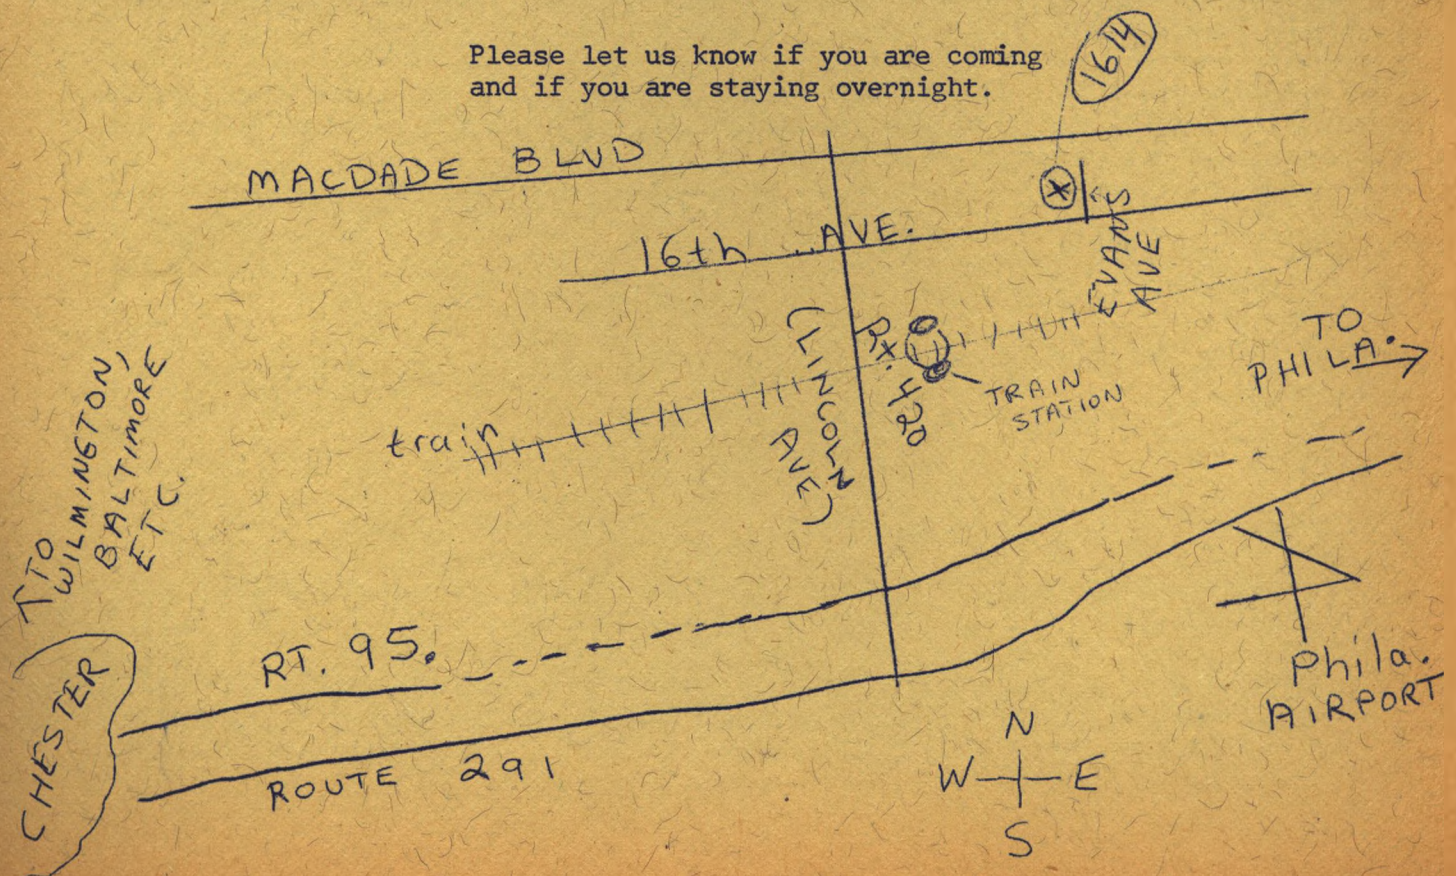 Please let us know if you are coming
and if you are staying overnight.
1614
MACDADE BLVD
16th AVE.
EVANS
AVE
(LINCOLN
AVE)
Rt. 420
TRAIN
STATION
train
TO
PHILA.
TO
WILMINGTON,
BALTIMORE
ETC.
RT. 95.
CHESTER
ROUTE 291
Phila.
AIRPORT
N
W E
S